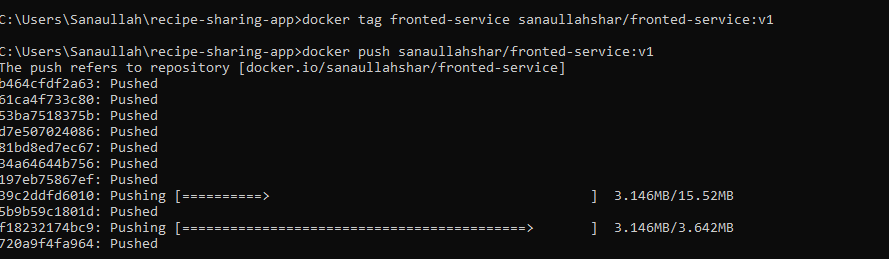 C:\Users\Sanaullah\recipe-sharing-app>docker tag fronted-service sanaullahshar/fronted-service:v1
C:\Users\Sanaullah\recipe-sharing-app>docker push sanaullahshar/fronted-service:v1
The push refers to repository [docker.io/sanaullahshar/fronted-service]
b464cfdf2a63: Pushed
61ca4f733c80: Pushed
53ba7518375b: Pushed
d7e507024086: Pushed
81bd8ed7ec67: Pushed
34a64644b756: Pushed
197eb75867ef: Pushed
39c2ddfd6010: Pushing [==========>                                        ]  3.146MB/15.52MB
5b9b59c1801d: Pushed
f18232174bc9: Pushing [===========================================>       ]  3.146MB/3.642MB
720a9f4fa964: Pushed